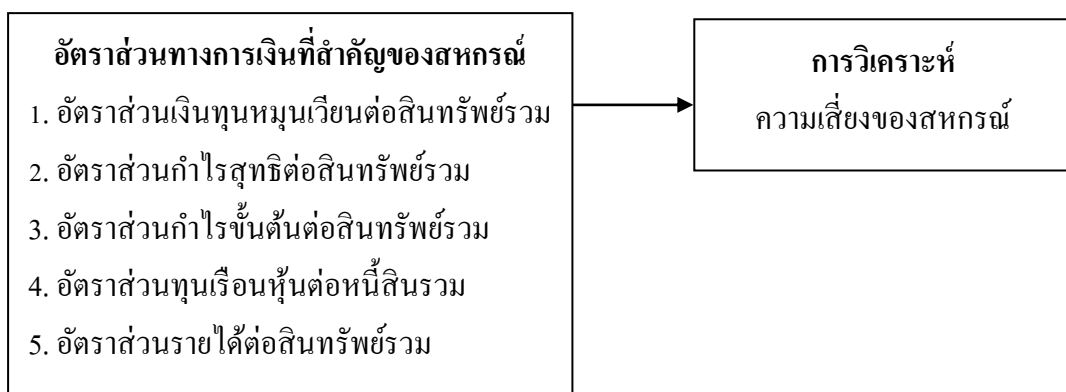 อัตราส่วนทางการเงินที่สำคัญของสหกรณ์
1. อัตราส่วนเงินทุนหมุนเวียนต่อสินทรัพย์รวม
2. อัตราส่วนกำไรสุทธิต่อสินทรัพย์รวม
3. อัตราส่วนกำไรขั้นต้นต่อสินทรัพย์รวม
4. อัตราส่วนทุนเรือนหุ้นต่อหนี้สินรวม
5. อัตราส่วนรายได้ต่อสินทรัพย์รวม
การวิเคราะห์
ความเสี่ยงของสหกรณ์